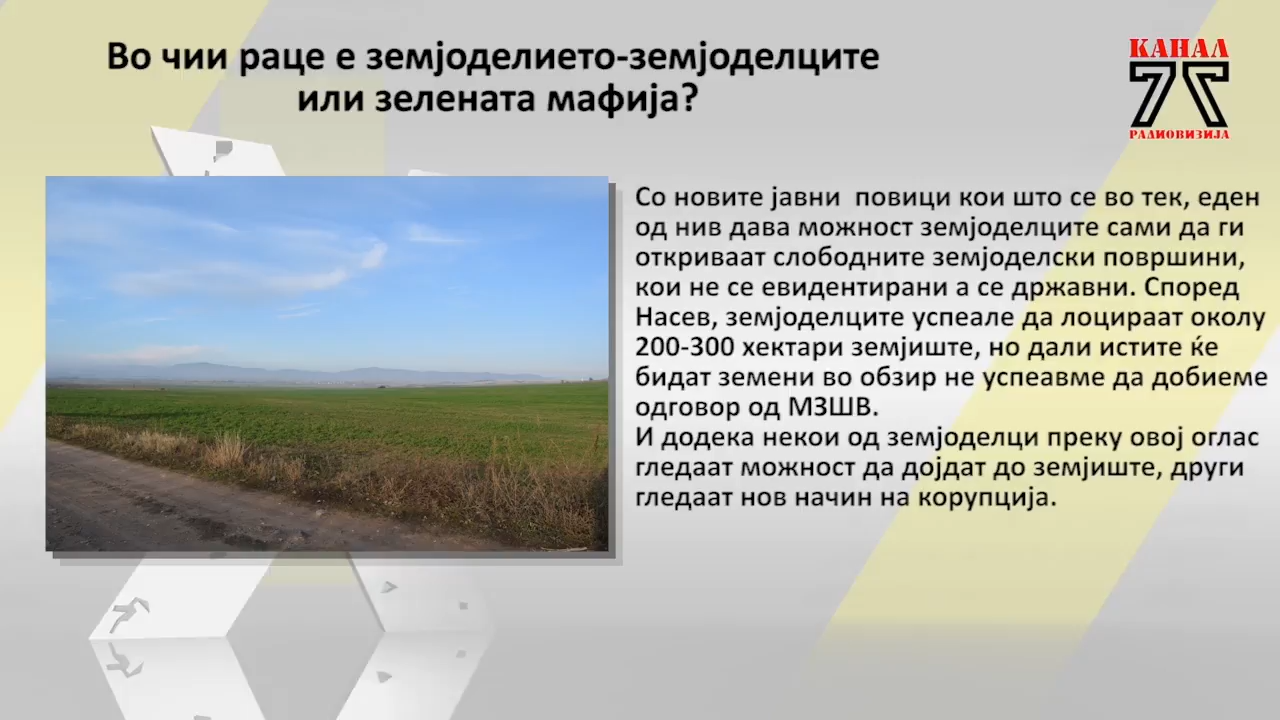 Во чии раце е земјоделието-земјоделците
или зелената мафија?
КАНАЛ
77
РАДИОВИЗИЈА
Со новите јавни  повици кои што се во тек, еден
од нив дава можност земјоделците сами да ги
откриваат слободните земјоделски површини,
кои не се евидентирани а се државни. Според
Насев, земјоделците успеале да лоцираат околу
200-300 хектари земјиште, но дали истите ќе
бидат земени во обзир не успеавме да добиеме
одговор од МЗШВ.
И додека некои од земјоделци преку овој оглас
гледаат можност да дојдат до земјиште, други
гледаат нов начин на корупција.